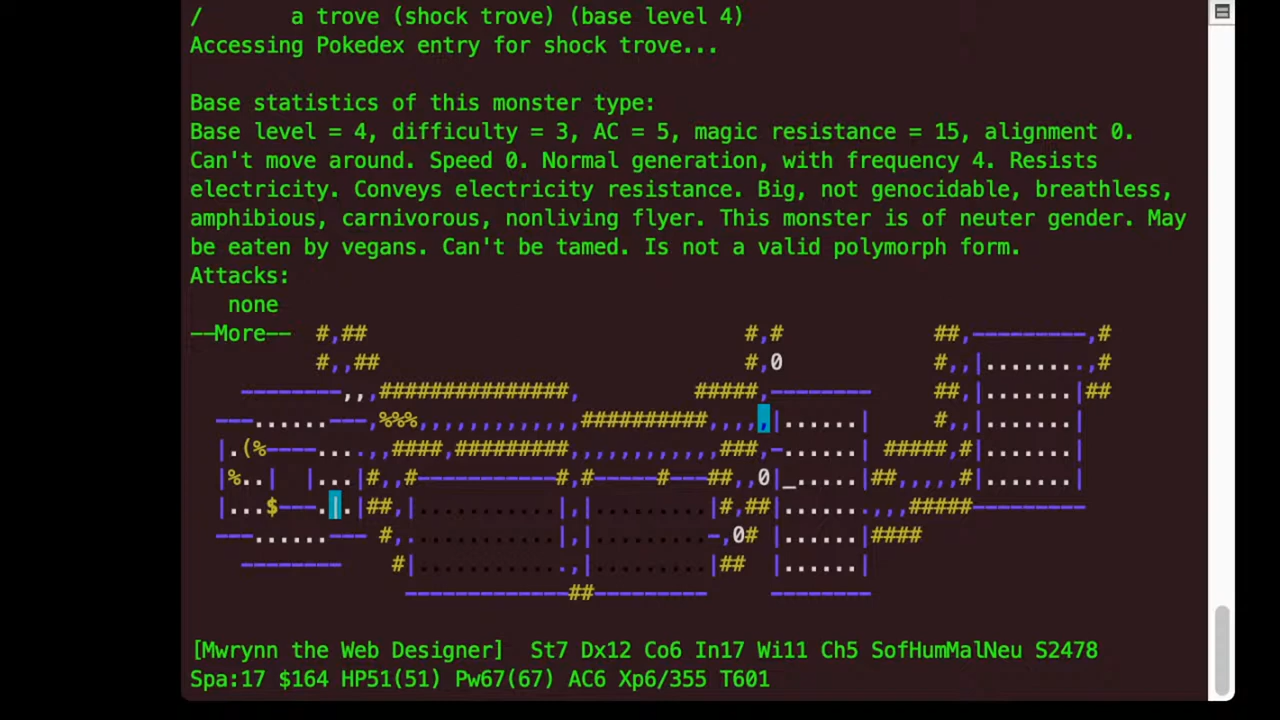 /       a trove (shock trove) (base level 4)
Accessing Pokedex entry for shock trove...
Base statistics of this monster type:
Base level = 4, difficulty = 3, AC = 5, magic resistance = 15, alignment 0.
Can't move around. Speed 0. Normal generation, with frequency 4. Resists
electricity. Conveys electricity resistance. Big, not genocidable, breathless,
amphibious, carnivorous, nonliving flyer. This monster is of neuter gender. May
be eaten by vegans. Can't be tamed. Is not a valid polymorph form.
Attacks:
none
--More--
[Mwrynn the Web Designer]  St7 Dx12 Co6 In17 Wi11 Ch5 SofHumMalNeu S2478
Spa:17 $164 HP51(51) Pw67(67) AC6 Xp6/355 T601